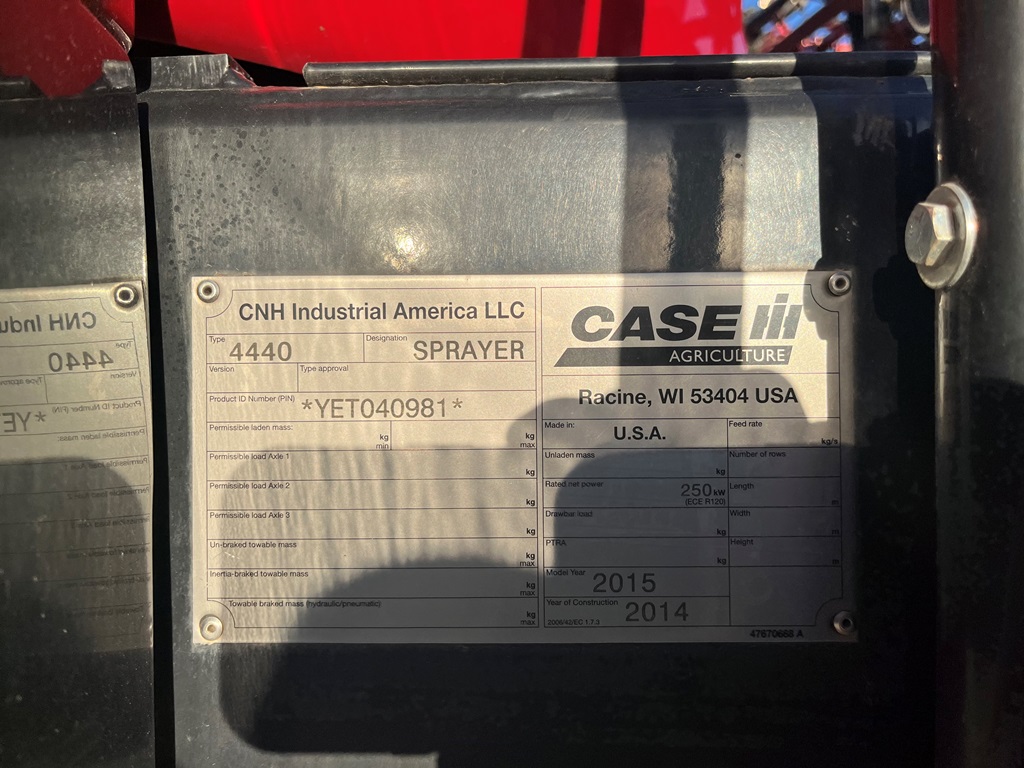 CNH Industrial America LLC
Type 4440 Designation SPRAYER
Version Type approval
Product ID Number (PIN) *YET040981*
Permissible laden mass: kg min kg max
Permissible load Axle 1 kg
Permissible load Axle 2 kg
Permissible load Axle 3 kg
Un-braked towable mass kg max
Inertia-braked towable mass kg max
Towable braked mass (hydraulic/pneumatic) kg max
CASE IH
AGRICULTURE
Racine, WI 53404 USA
Made in: U.S.A. Feed rate kg/s
Unladen mass kg Number of rows
Rated net power 250 kW (ECE R120) Length m
Drawbar load kg Width m
PTRA kg Height m
Model Year 2015
Year of Construction 2014
2006/42/EC 1.7.3
47670668 A
CNH Indu
Type 4440
Version Type approv
Product ID Number (PIN) *YE
Permissible laden mass: